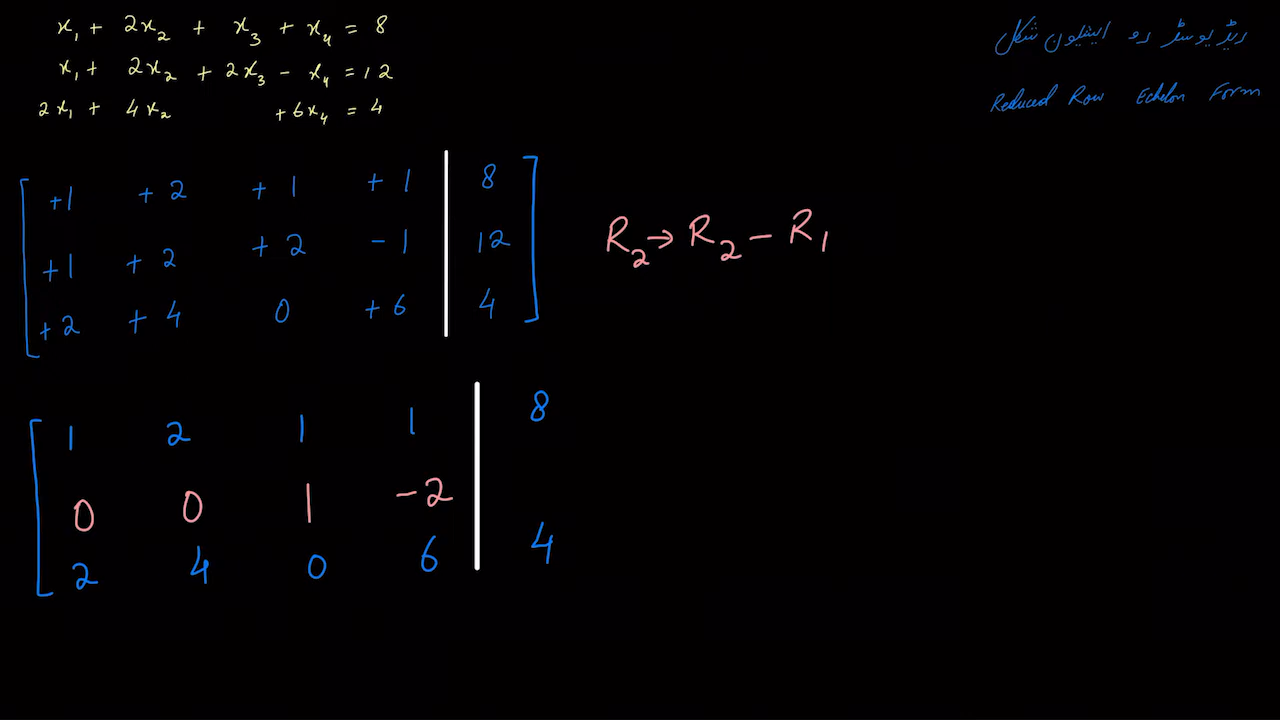 x₁ + 2x₂ + x₃ + x₄ = 8
x₁ + 2x₂ + 2x₃ - x₄ = 12
2x₁ + 4x₂ + 6x₄ = 4
ریڈیوسڈ رو ایشیلون شکل
Reduced Row Echelon Form
+1 +2 +1 +1 8
+1 +2 +2 -1 12
+2 +4 0 +6 4
R₂ → R₂ - R₁
1 2 1 1 8
0 0 1 -2
2 4 0 6 4